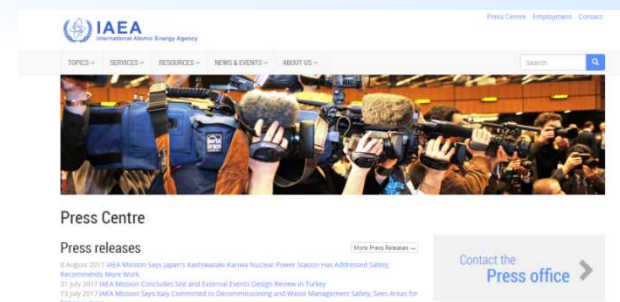 Press Centre Employment Contact
IAEA
International Atomic Energy Agency
TOPICS SERVICES RESOURCES NEWS & EVENTS ABOUT US
Search
Press Centre
Press releases
More Press Releases
8 August 2017 IAEA Mission Says Japan's Kashiwazaki-Kariwa Nuclear Power Station Has Addressed Safety,
Recommends More Work
31 July 2017 IAEA Mission Concludes Site and External Events Design Review in Turkey
13 July 2017 IAEA Mission Says Italy Committed to Decommissioning and Waste Management Safety, Sees Areas for
Contact the
Press office